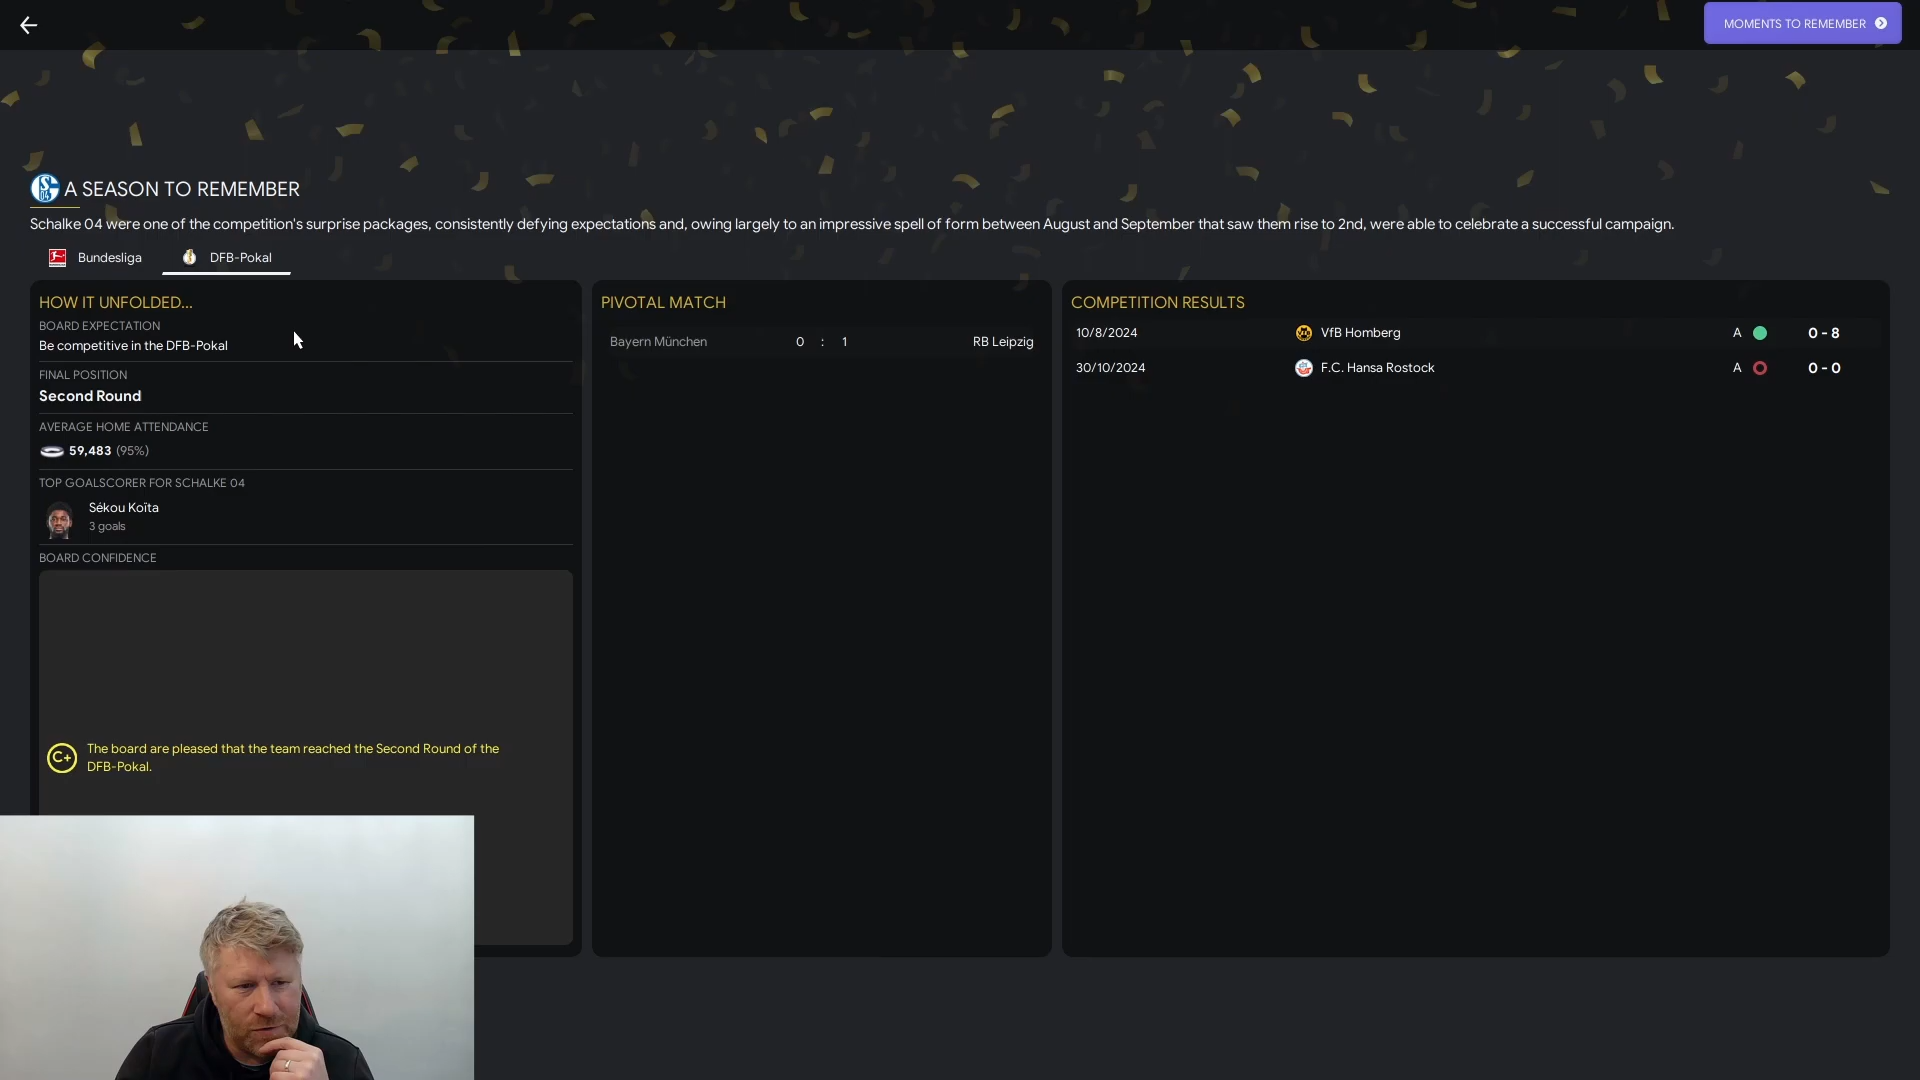 MOMENTS TO REMEMBER
A SEASON TO REMEMBER
Schalke 04 were one of the competition's surprise packages, consistently defying expectations and, owing largely to an impressive spell of form between August and September that saw them rise to 2nd, were able to celebrate a successful campaign.
Bundesliga DFB-Pokal
HOW IT UNFOLDED...
BOARD EXPECTATION
Be competitive in the DFB-Pokal
FINAL POSITION
Second Round
AVERAGE HOME ATTENDANCE
59,483 (95%)
TOP GOALSCORER FOR SCHALKE 04
Sékou Koïta
3 goals
BOARD CONFIDENCE
C+
The board are pleased that the team reached the Second Round of the
DFB-Pokal.
PIVOTAL MATCH
Bayern München 0 : 1 RB Leipzig
COMPETITION RESULTS
10/8/2024 VfB Homberg A 0 - 8
30/10/2024 F.C. Hansa Rostock A 0 - 0